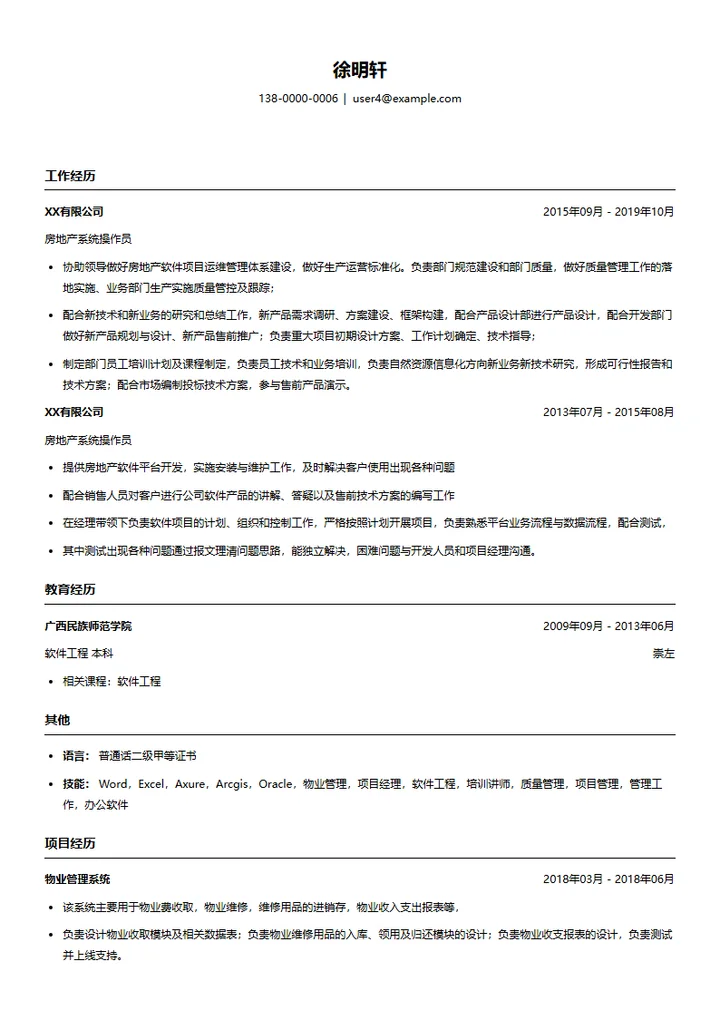 徐明轩
138-0000-0006 | user4@example.com
工作经历
XX有限公司 2015年09月 - 2019年10月
房地产系统操作员
• 协助领导做好房地产软件项目运维管理体系建设，做好生产运营标准化。负责部门规范建设和部门质量，做好质量管理工作的落
地实施、业务部门生产实施质量管控及跟踪；
• 配合新技术和新业务的研究和总结工作，新产品需求调研、方案建设、框架构建，配合产品设计部进行产品设计，配合开发部门
做好新产品规划与设计、新产品售前推广；负责重大项目初期设计方案、工作计划确定、技术指导；
• 制定部门员工培训计划及课程制定，负责员工技术和业务培训，负责自然资源信息化方向新业务新技术研究，形成可行性报告和
技术方案；配合市场编制投标技术方案，参与售前产品演示。
XX有限公司 2013年07月 - 2015年08月
房地产系统操作员
• 提供房地产软件平台开发，实施安装与维护工作，及时解决客户使用出现各种问题
• 配合销售人员对客户进行公司软件产品的讲解、答疑以及售前技术方案的编写工作
• 在经理带领下负责软件项目的计划、组织和控制工作，严格按照计划开展项目，负责熟悉平台业务流程与数据流程，配合测试，
• 其中测试出现各种问题通过报文理清问题思路，能独立解决，困难问题与开发人员和项目经理沟通。
教育经历
广西民族师范学院 2009年09月 - 2013年06月
软件工程 本科 崇左
• 相关课程：软件工程
其他
• 语言： 普通话二级甲等证书
• 技能： Word，Excel，Axure，Arcgis，Oracle，物业管理，项目经理，软件工程，培训讲师，质量管理，项目管理，管理工
作，办公软件
项目经历
物业管理系统 2018年03月 - 2018年06月
• 该系统主要用于物业费收取，物业维修，维修用品的进销存，物业收入支出报表等，
• 负责设计物业收取模块及相关数据表；负责物业维修用品的入库、领用及归还模块的设计；负责物业收支报表的设计，负责测试
并上线支持。